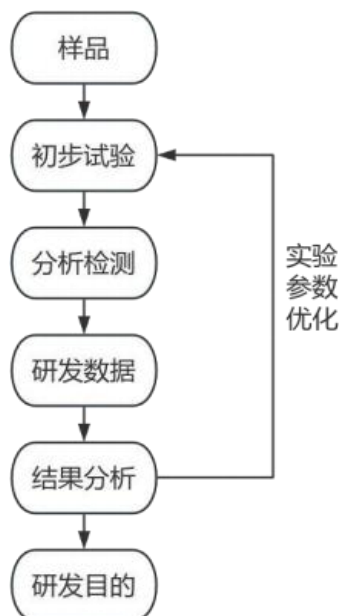 样品
初步试验
分析检测
实验
参数
优化
研发数据
结果分析
研发目的